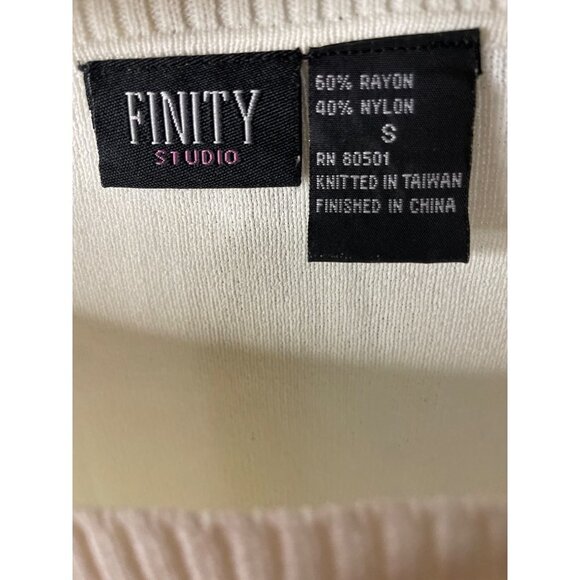 FINITY
STUDIO
60% RAYON
40% NYLON
S
RN 80501
KNITTED IN TAIWAN
FINISHED IN CHINA